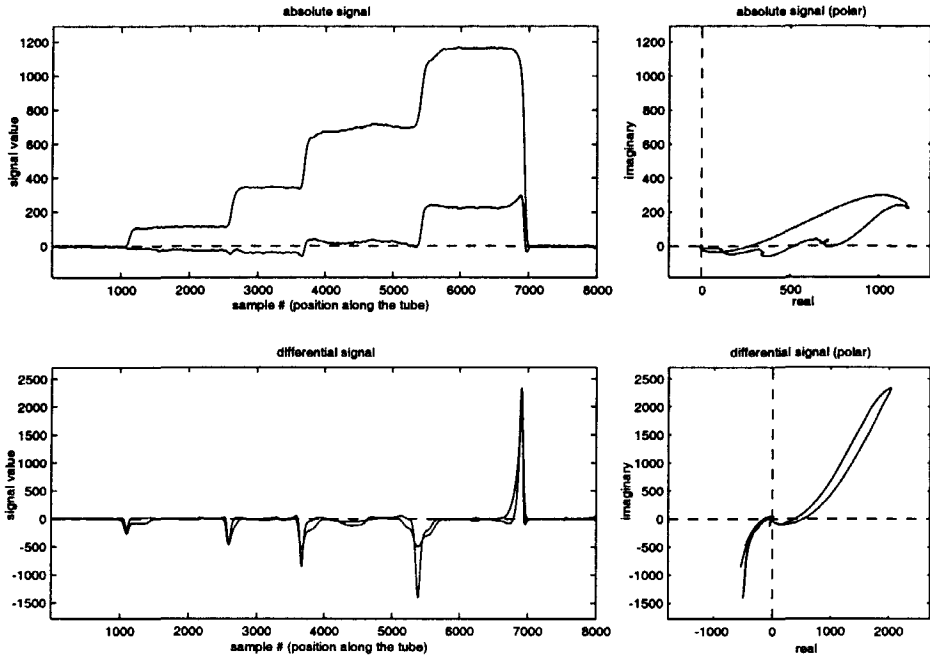 absolute signal
1200
1000
800
600
400
200
0
signal value
1000 2000 3000 4000 5000 6000 7000 8000
sample # (position along the tube)
absolute signal (polar)
1200
1000
800
600
400
200
0
imaginary
0 500 1000
real
differential signal
2500
2000
1500
1000
500
0
-500
-1000
-1500
signal value
1000 2000 3000 4000 5000 6000 7000 8000
sample # (position along the tube)
differential signal (polar)
2500
2000
1500
1000
500
0
-500
-1000
-1500
imaginary
-1000 0 1000 2000
real